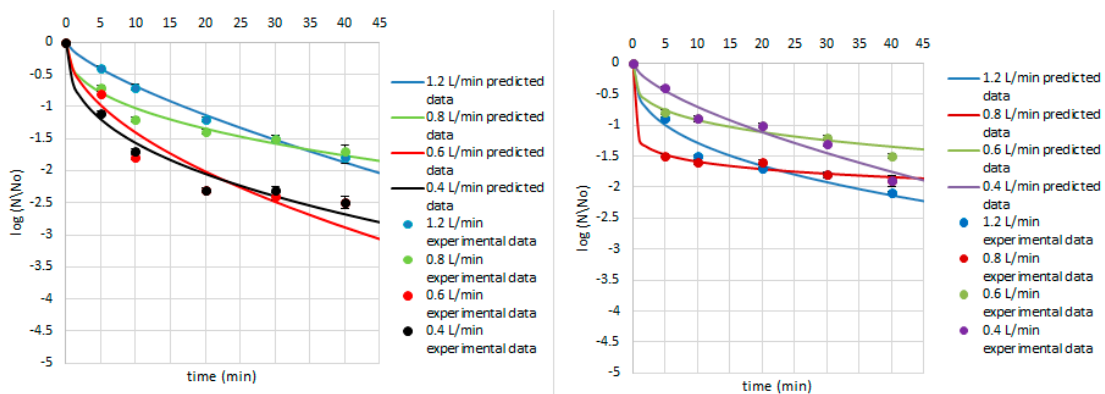 0 5 10 15 20 25 30 35 40 45
0
-0.5
-1
-1.5
-2
-2.5
-3
-3.5
-4
-4.5
-5
log (N\No)
time (min)
1.2 L/min predicted
data
0.8 L/min predicted
data
0.6 L/min predicted
data
0.4 L/min predicted
data
1.2 L/min
experimental data
0.8 L/min
experimental data
0.6 L/min
experimental data
0.4 L/min
experimental data
0 5 10 15 20 25 30 35 40 45
0
-0.5
-1
-1.5
-2
-2.5
-3
-3.5
-4
-4.5
-5
log (N\No)
time (min)
1.2 L/min predicted
data
0.8 L/min predicted
data
0.6 L/min predicted
data
0.4 L/min predicted
data
1.2 L/min
experimental data
0.8 L/min
experimental data
0.6 L/min
experimental data
0.4 L/min
experimental data